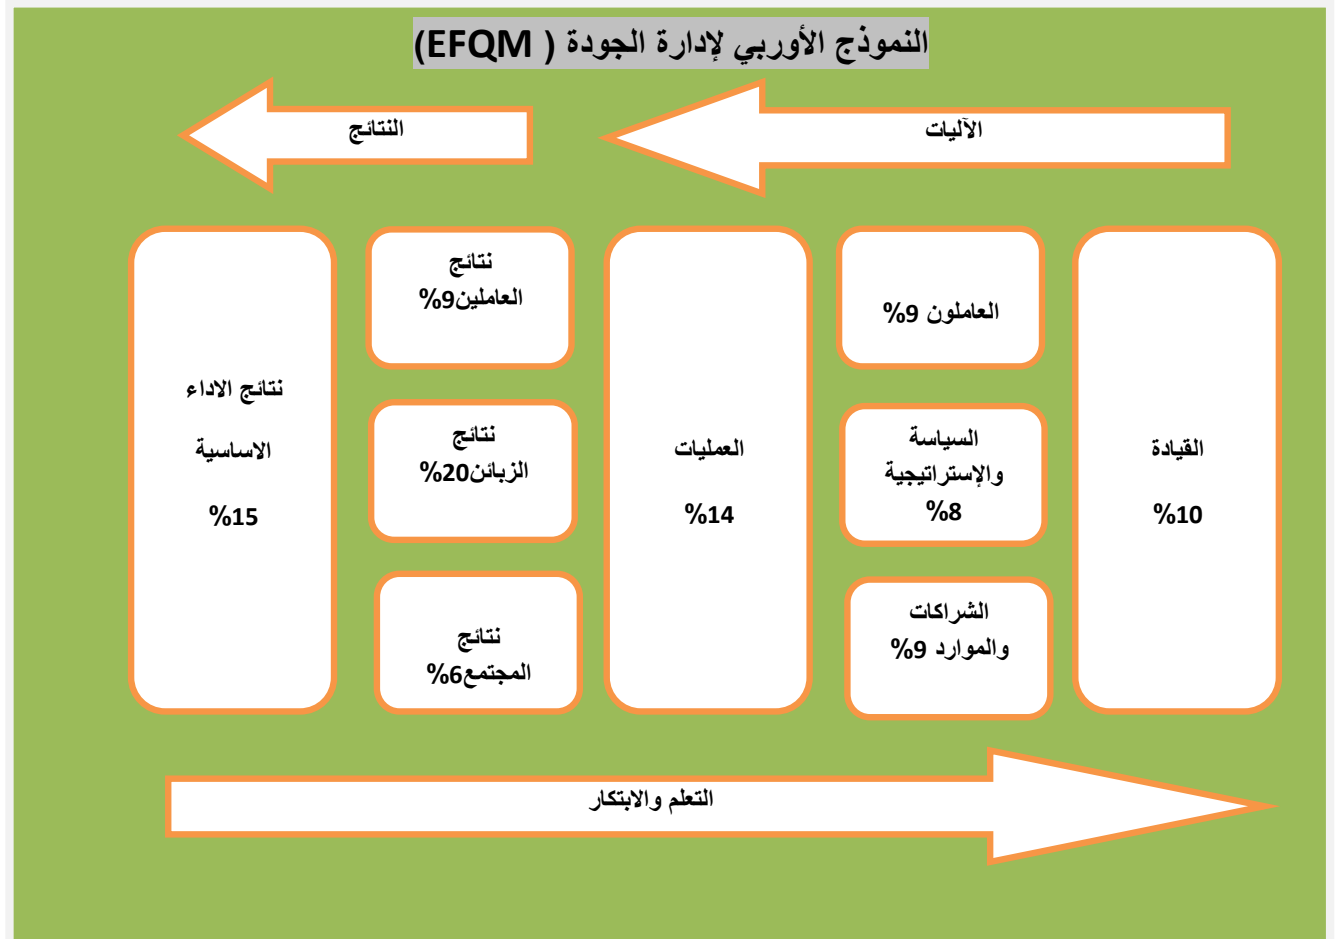 النموذج الأوربي لإدارة الجودة ( EFQM)
الآليات
النتائج
القيادة
%10
العاملون 9%
السياسة
والإستراتيجية
%8
الشراكات
والموارد 9%
العمليات
%14
نتائج
العاملين9%
نتائج
الزبائن20%
نتائج
المجتمع6%
نتائج الاداء
الاساسية
%15
التعلم والابتكار